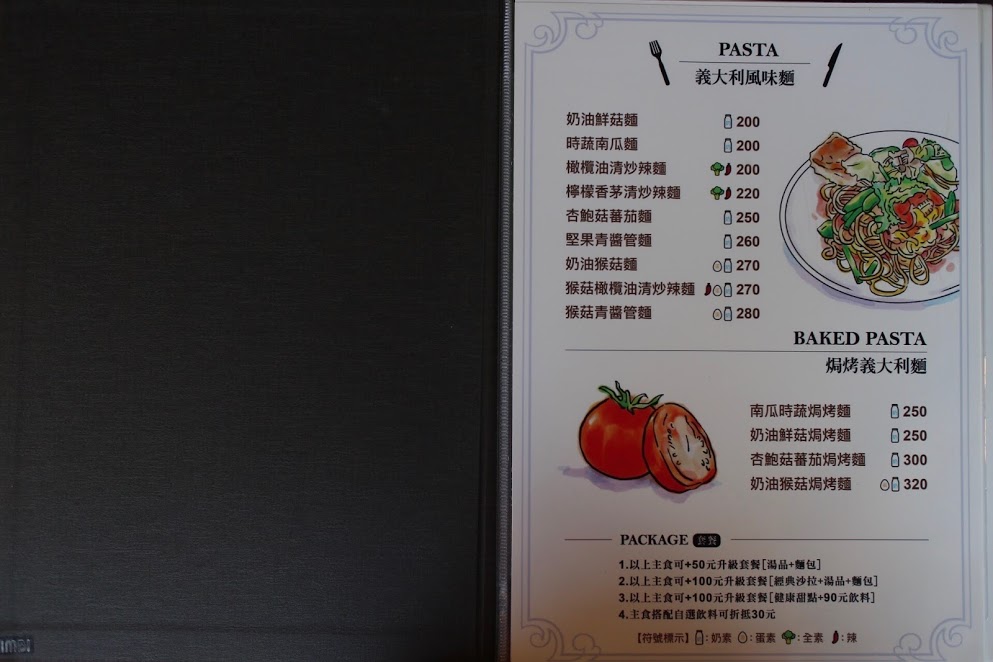 PASTA
義大利風味麵
奶油鮮菇麵 200
時蔬南瓜麵 200
橄欖油清炒辣麵 200
檸檬香茅清炒辣麵 220
杏鮑菇蕃茄麵 250
堅果青醬管麵 260
奶油猴菇麵 270
猴菇橄欖油清炒辣麵 270
猴菇青醬管麵 280
BAKED PASTA
焗烤義大利麵
南瓜時蔬焗烤麵 250
奶油鮮菇焗烤麵 250
杏鮑菇蕃茄焗烤麵 300
奶油猴菇焗烤麵 320
PACKAGE 套餐
1.以上主食可+50元升級套餐[湯品+麵包]
2.以上主食可+100元升級套餐[經典沙拉+湯品+麵包]
3.以上主食可+100元升級套餐[健康甜點+90元飲料]
4.主食搭配自選飲料可折抵30元
【符號標示】:奶素 :蛋素 :全素 :辣